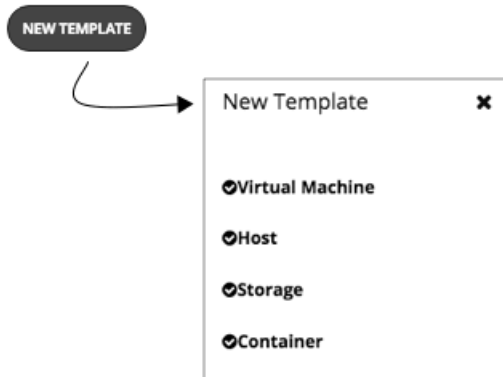 NEW TEMPLATE
New Template
Virtual Machine
Host
Storage
Container